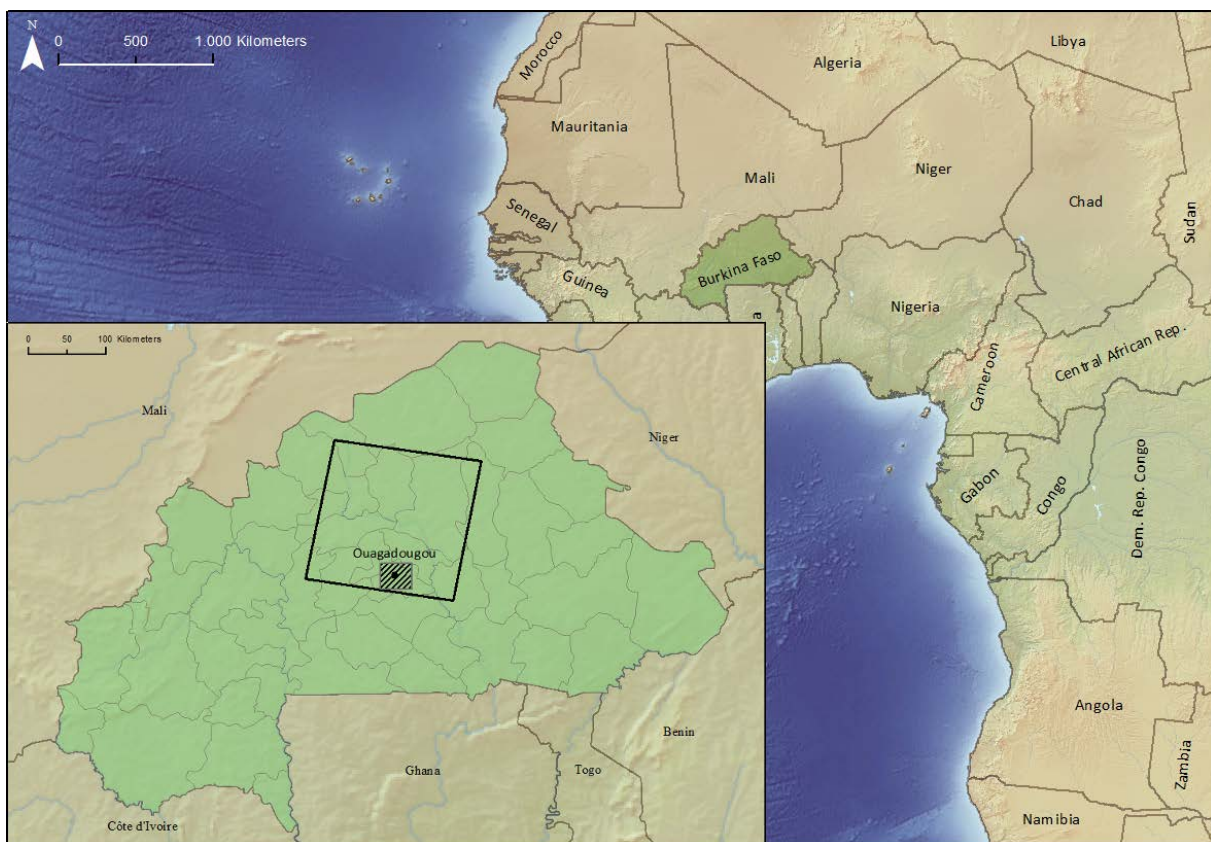 N
0 500 1.000 Kilometers
Morocco
Algeria
Libya
Mauritania
Mali
Niger
Chad
Sudan
Senegal
Guinea
Burkina Faso
Nigeria
a
Cameroon
Central African Rep.
Gabon
Congo
Dem. Rep. Congo
Angola
Zambia
Namibia
0 50 100 Kilometers
Mali
Niger
Ouagadougou
Benin
Ghana
Togo
Côte d'Ivoire